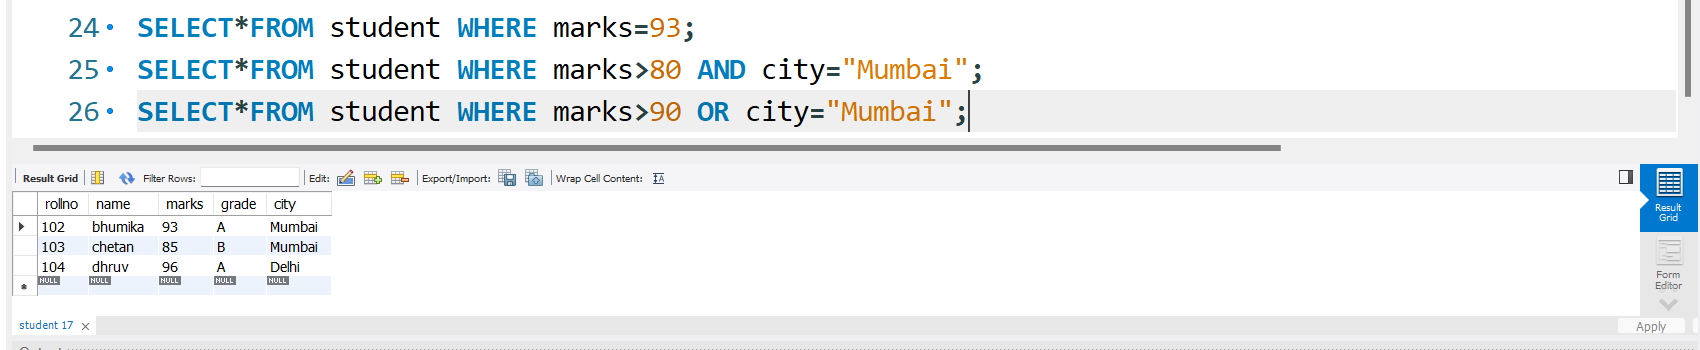 24 SELECT*FROM student WHERE marks=93;
25 SELECT*FROM student WHERE marks>80 AND city="Mumbai";
26 SELECT*FROM student WHERE marks>90 OR city="Mumbai";
Result Grid Filter Rows: Edit: Export/Import: Wrap Cell Content: IA
rollno name marks grade city
102 bhumika 93 A Mumbai
103 chetan 85 B Mumbai
104 dhruv 96 A Delhi
NULL NULL NULL NULL NULL
Result
Grid
Form
Editor
student 17 ×
Apply